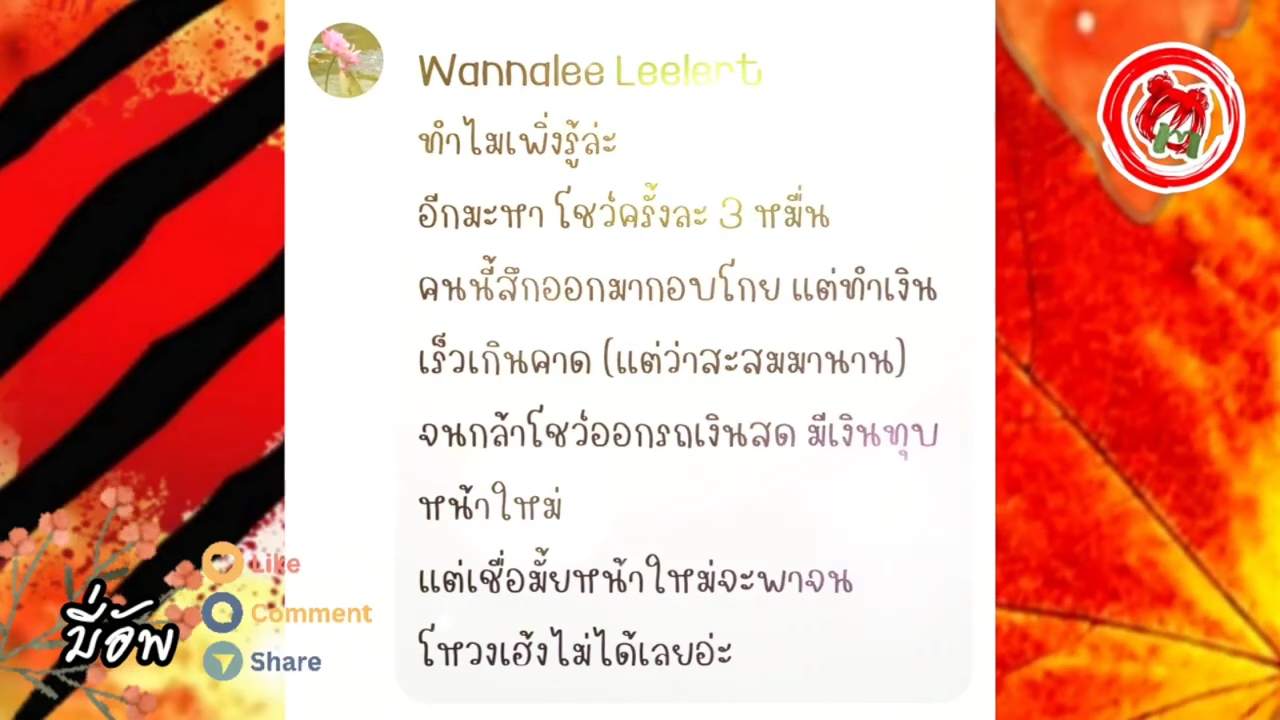 Wannalee Leelert
ทำไมเพิ่งรู้ล่ะ
อีกมะหา โชว์ครั้งละ 3 หมื่น
คนนี้สึกออกมากอบโกย แต่ทำเงิน
เร็วเกินคาด (แต่ว่าสะสมมานาน)
จนกล้าโชว์ออกรถเงินสด มีเงินทุบ
หน้าใหม่
แต่เชื่อมั้ยหน้าใหม่จะพาจน
โหวงเฮ้งไม่ได้เลยอ่ะ
Like
Comment
Share
บี่อัพ
M